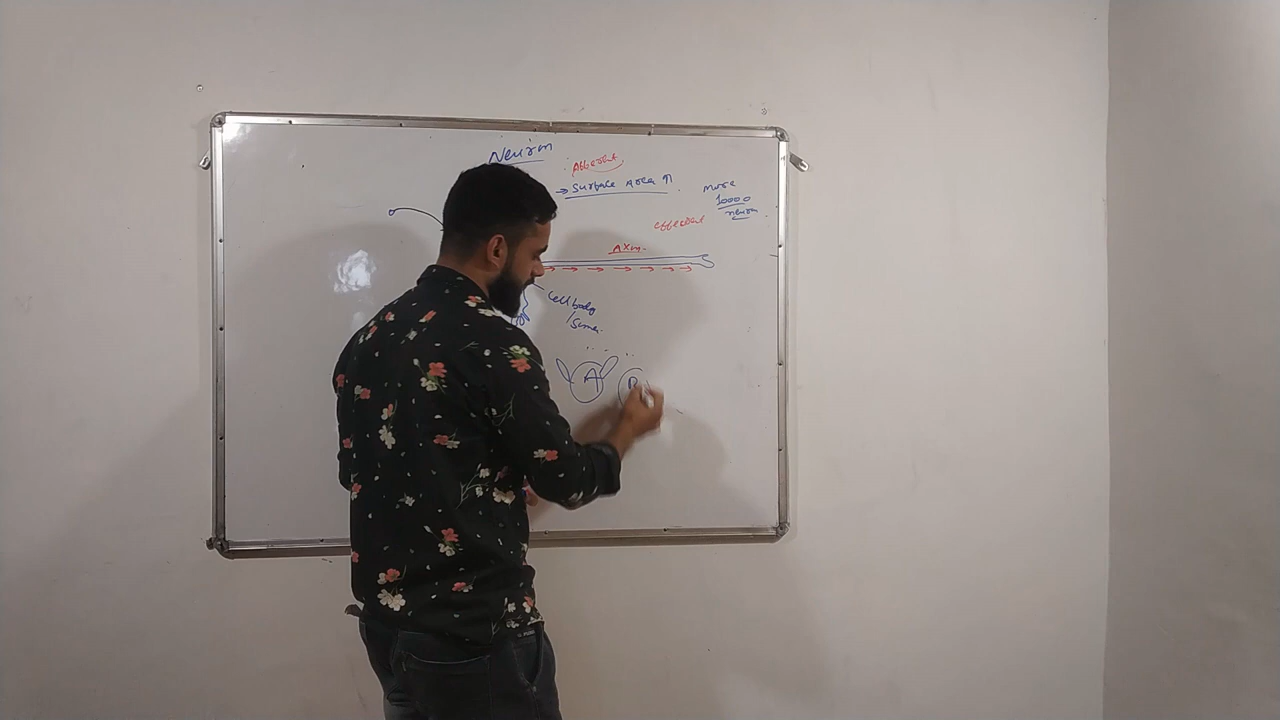 Neuron
Afferent
→ Surface Area ↑
more
10000
neuron
efferent
Axon
Cell body
/Soma
A
B